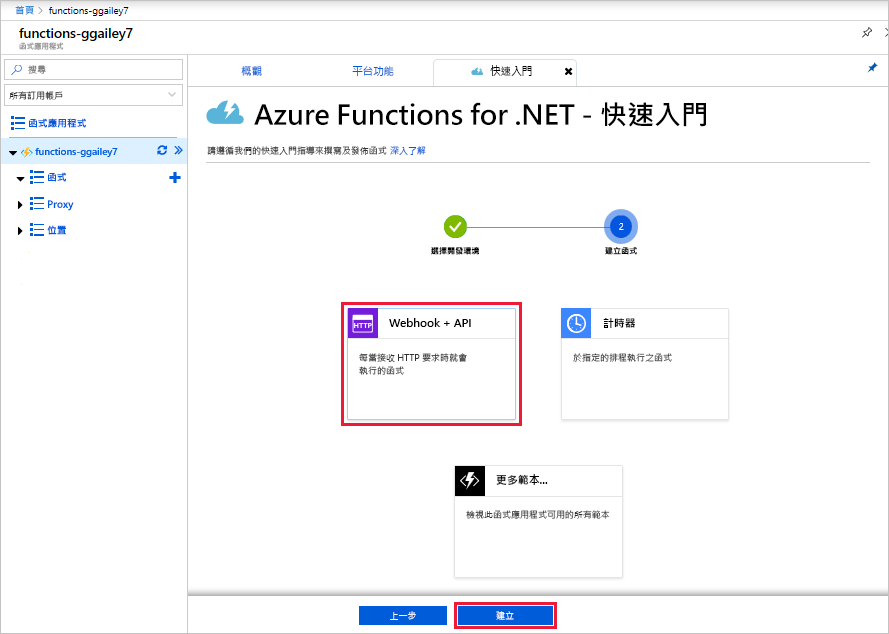 首頁 > functions-ggailey7
functions-ggailey7
函式應用程式
搜尋
所有訂用帳戶
函式應用程式
functions-ggailey7
函式
Proxy
位置
概觀 平台功能 快速入門
Azure Functions for .NET - 快速入門
請遵循我們的快速入門指導來撰寫及發佈函式 深入了解
2
選擇開發環境 建立函式
HTTP Webhook + API
每當接收 HTTP 要求時就會
執行的函式
計時器
於指定的排程執行之函式
更多範本...
檢視此函式應用程式可用的所有範本
上一步 建立